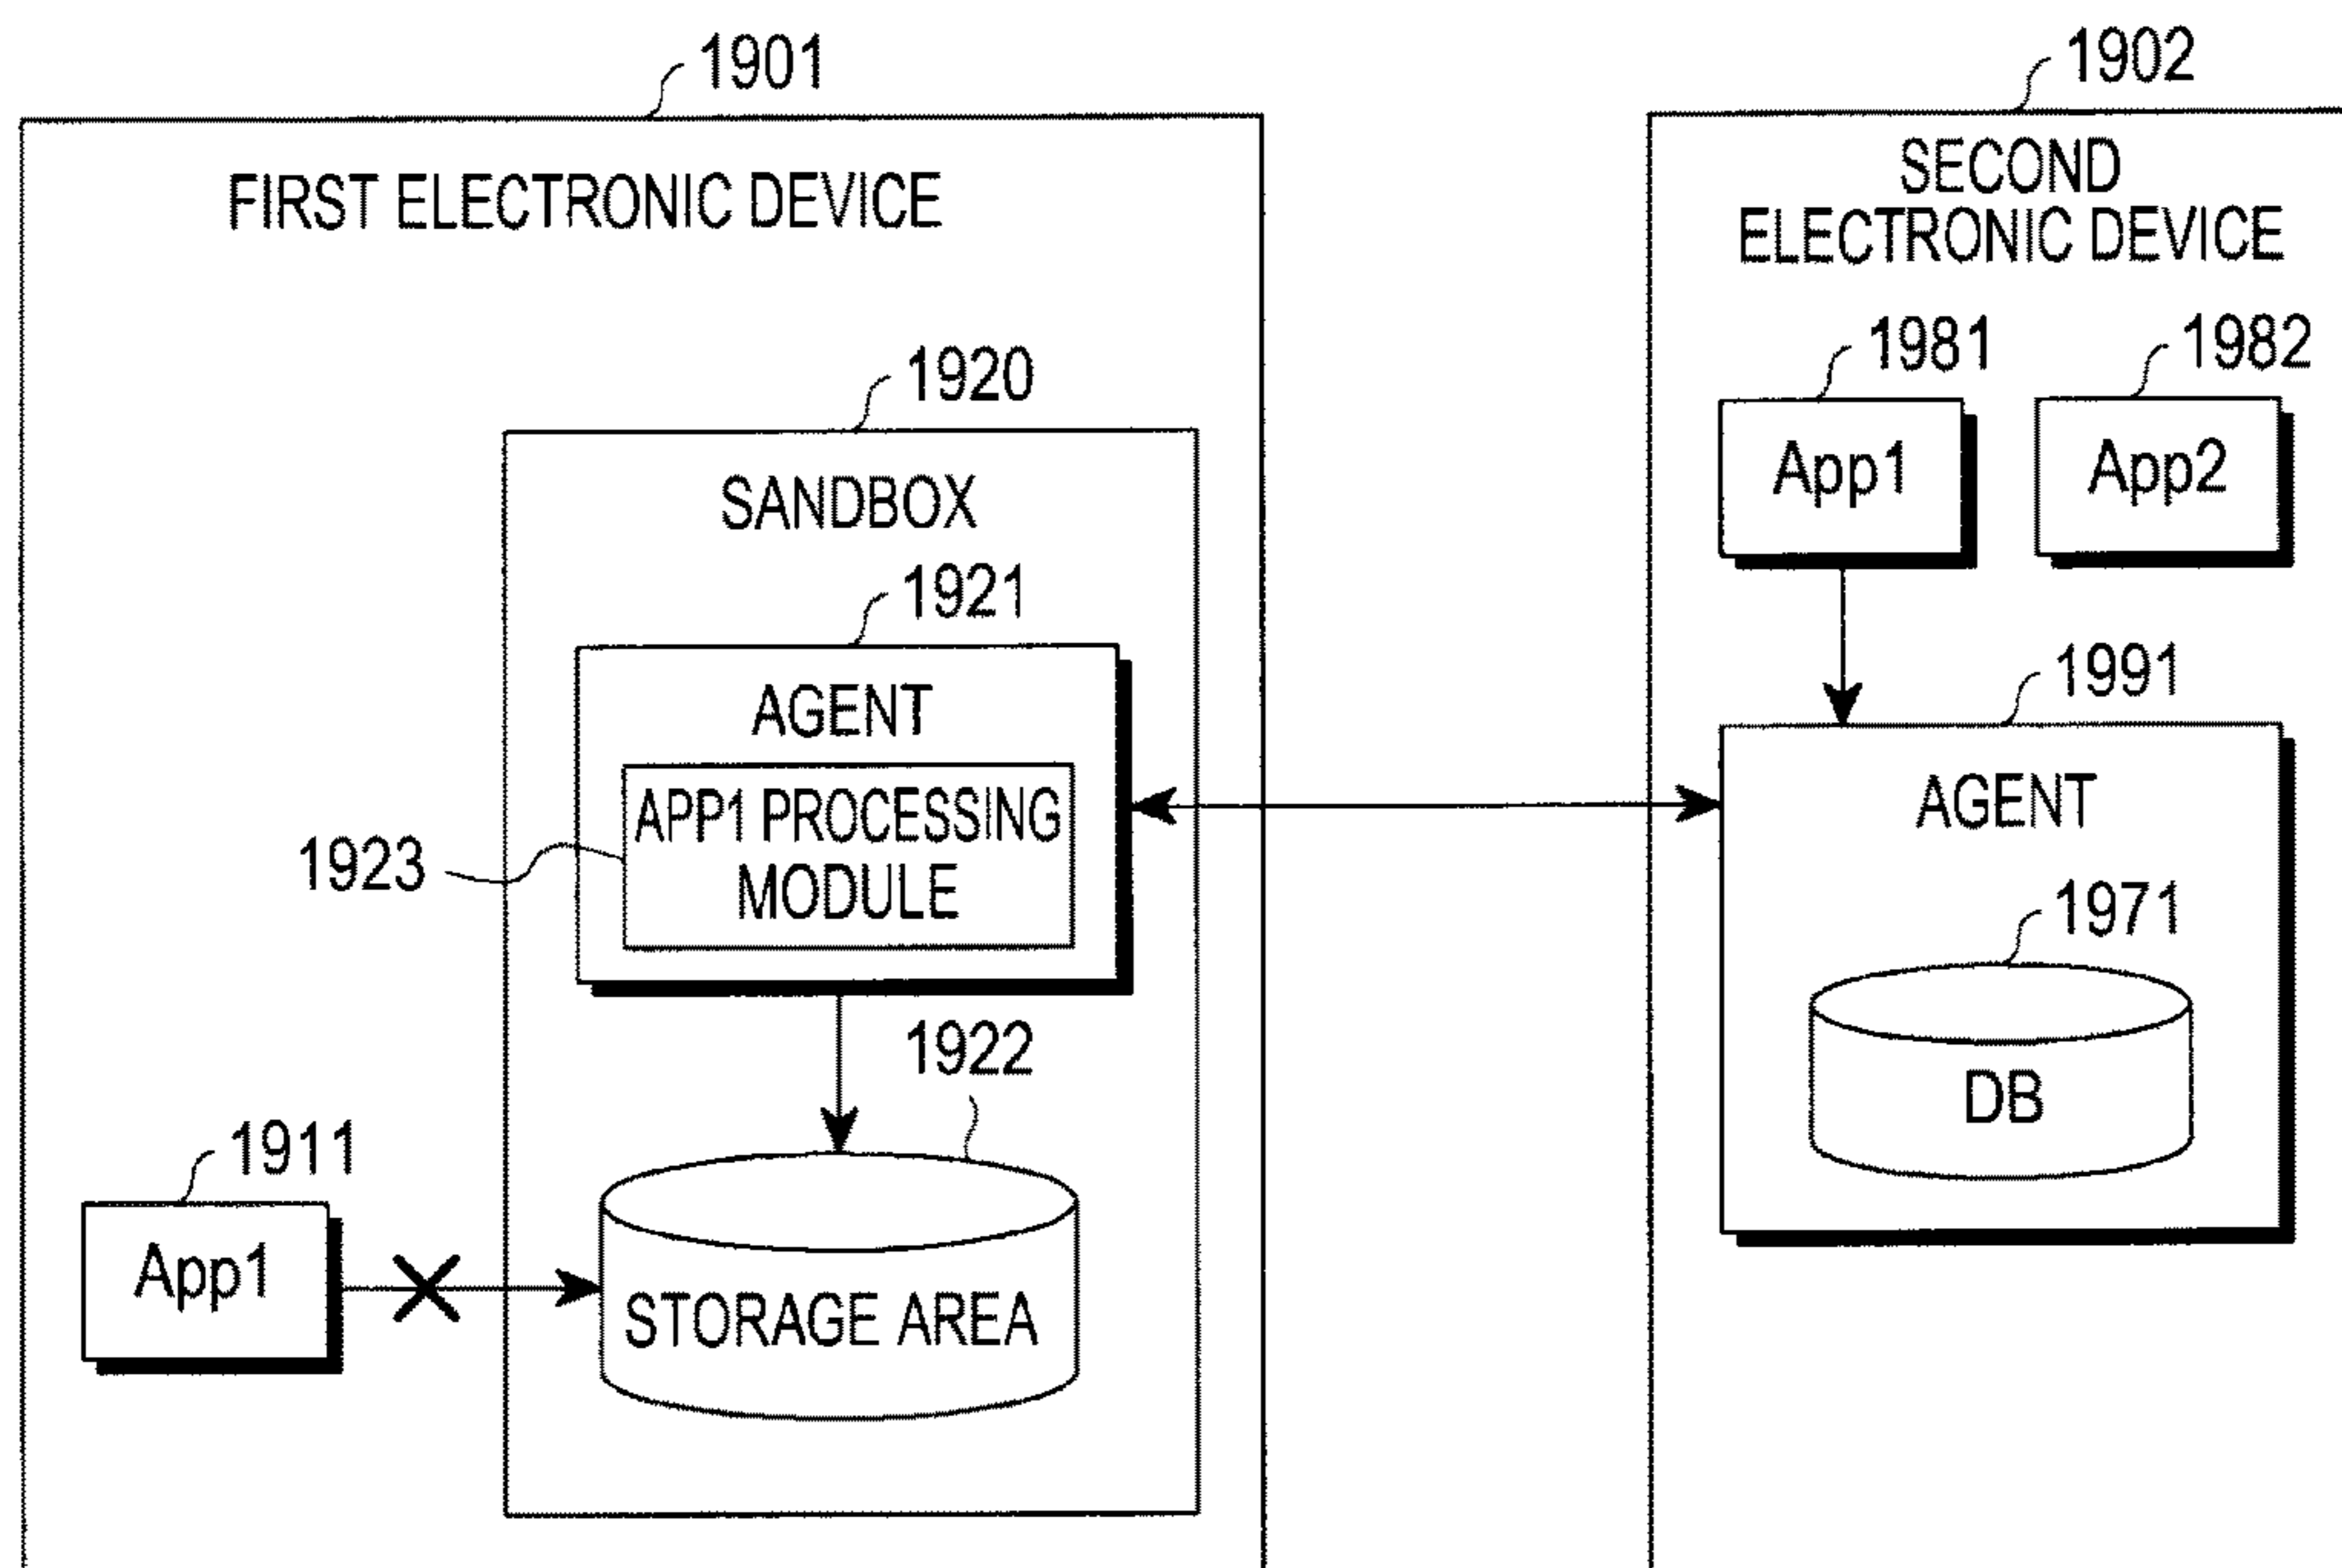 1901
FIRST ELECTRONIC DEVICE
1920
SANDBOX
1921
AGENT
APP1 PROCESSING
MODULE
1923
1922
STORAGE AREA
1911
App1
1902
SECOND
ELECTRONIC DEVICE
1981
App1
1982
App2
1991
AGENT
1971
DB